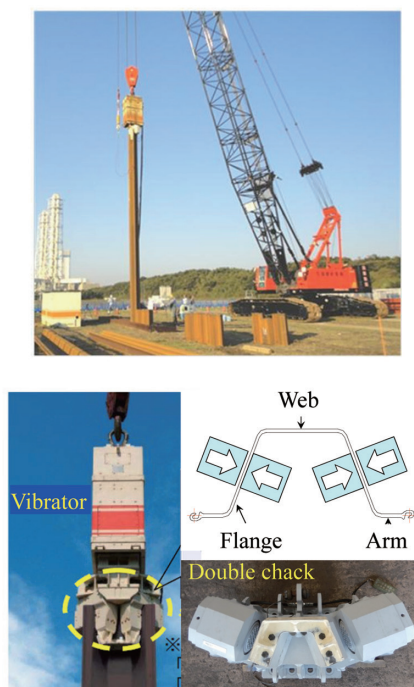 Web
Vibrator
Flange
Arm
Double chack
※
「
「